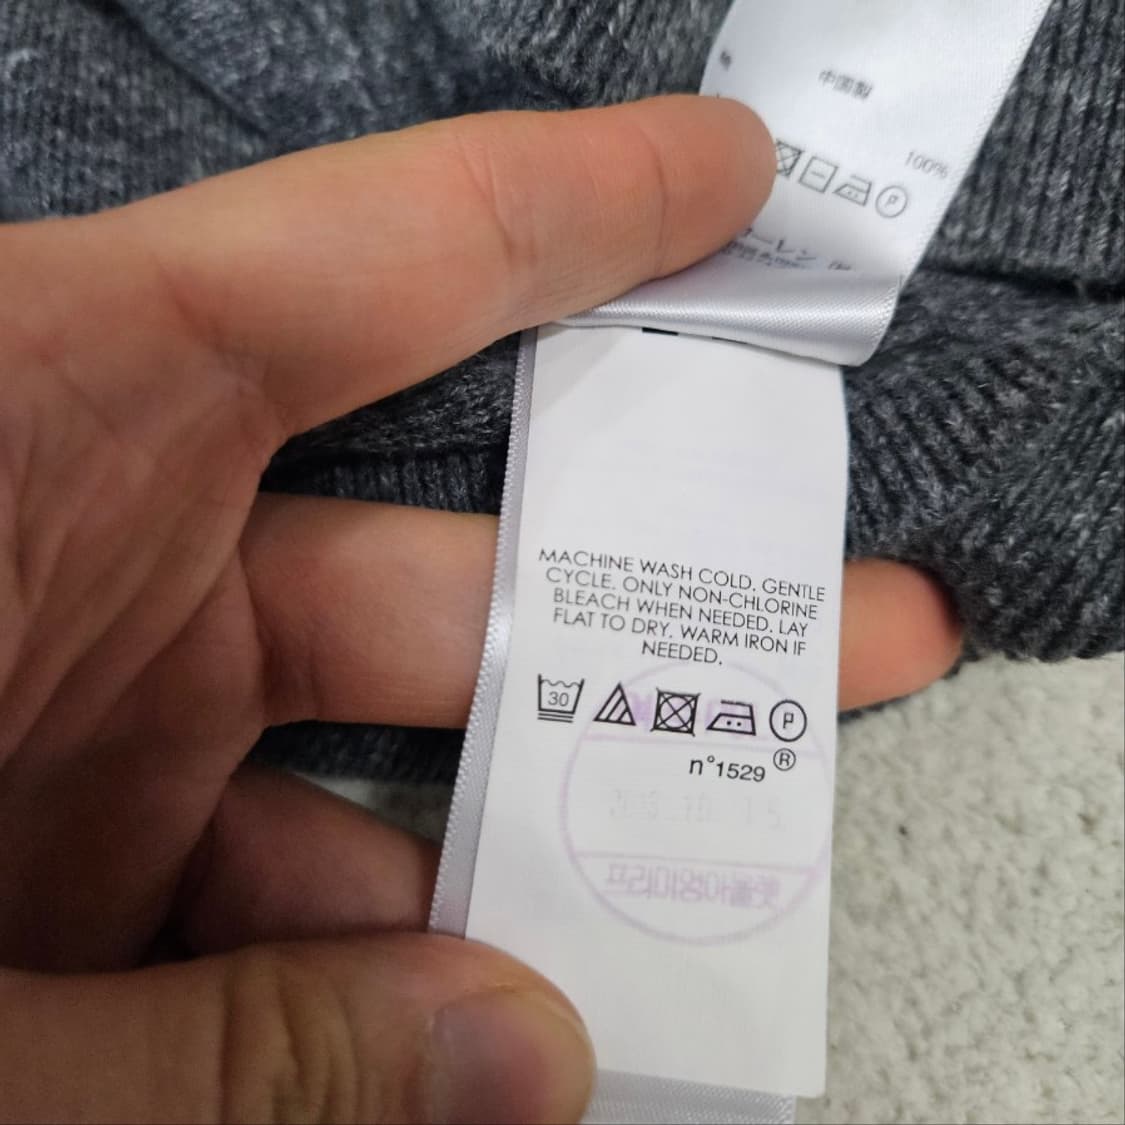 中国製
100%
P
MACHINE WASH COLD. GENTLE
CYCLE. ONLY NON-CHLORINE
BLEACH WHEN NEEDED. LAY
FLAT TO DRY. WARM IRON IF
NEEDED.
30
P
n°1529 ®